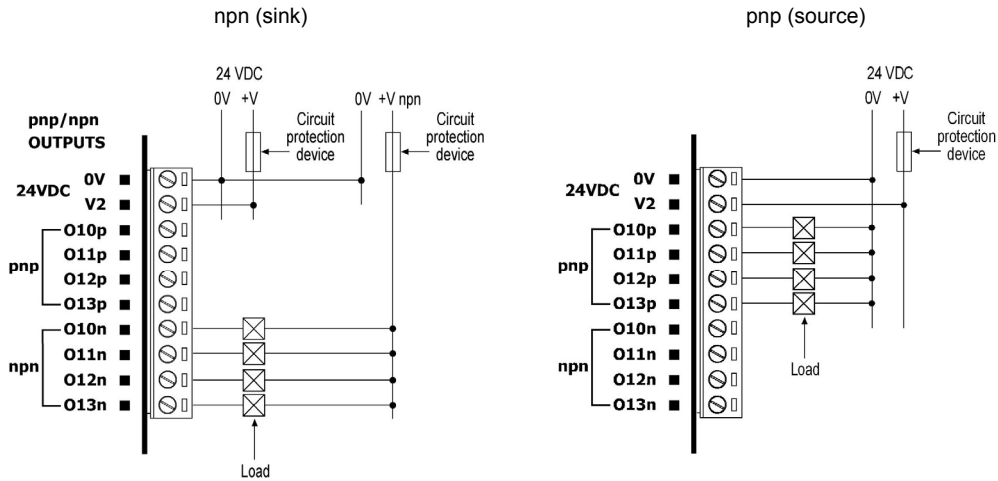 npn (sink)
24 VDC
0V +V
0V +V npn
Circuit
protection
device
Circuit
protection
device
pnp/npn
OUTPUTS
24VDC
0V
V2
pnp
O10p
O11p
O12p
O13p
npn
O10n
O11n
O12n
O13n
Load
pnp (source)
24 VDC
0V +V
Circuit
protection
device
24VDC
0V
V2
pnp
O10p
O11p
O12p
O13p
npn
O10n
O11n
O12n
O13n
Load